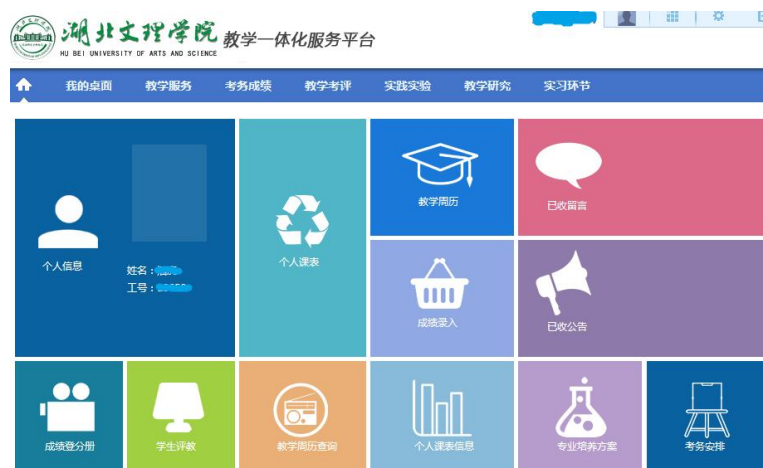 湖北文理学院
HU BEI UNIVERSITY OF ARTS AND SCIENCE
教学一体化服务平台
我的桌面 教学服务 考务成绩 教学考评 实践实验 教学研究 实习环节
个人信息
姓名：
工号：
个人课表
教学周历
已收留言
成绩录入
已收公告
成绩登分册
学生评教
教学周历查询
个人课表信息
专业培养方案
考务安排